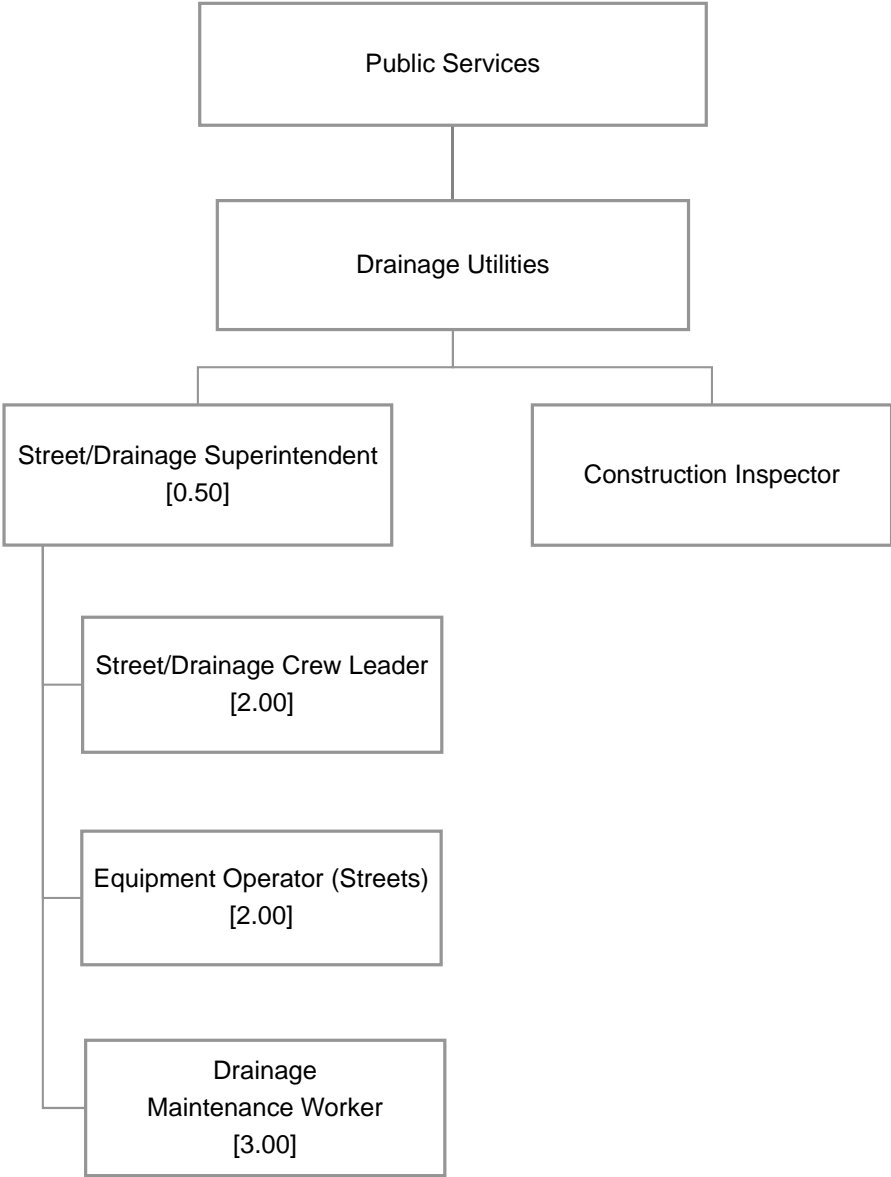 Public Services
Drainage Utilities
Street/Drainage Superintendent
[0.50]
Construction Inspector
Street/Drainage Crew Leader
[2.00]
Equipment Operator (Streets)
[2.00]
Drainage
Maintenance Worker
[3.00]